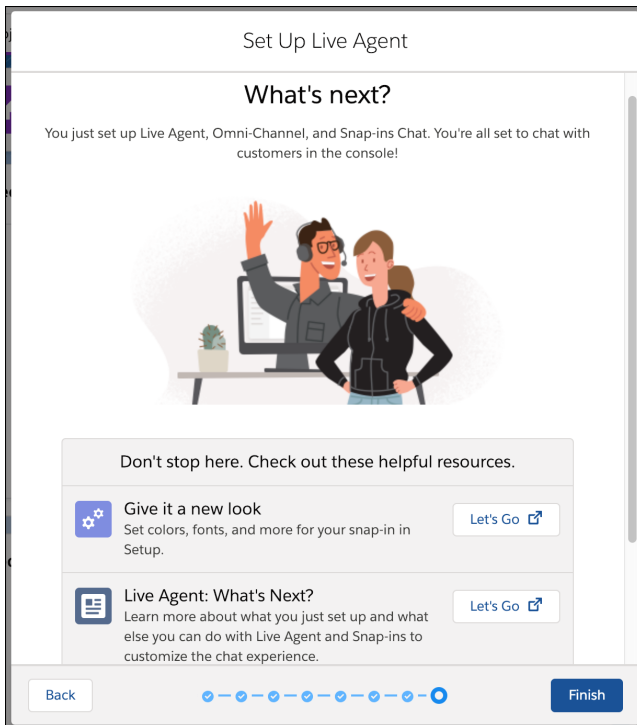 Set Up Live Agent
What's next?
You just set up Live Agent, Omni-Channel, and Snap-ins Chat. You're all set to chat with
customers in the console!
Don't stop here. Check out these helpful resources.
Give it a new look
Set colors, fonts, and more for your snap-in in
Setup.
Let's Go
Live Agent: What's Next?
Learn more about what you just set up and what
else you can do with Live Agent and Snap-ins to
customize the chat experience.
Let's Go
Back
Finish